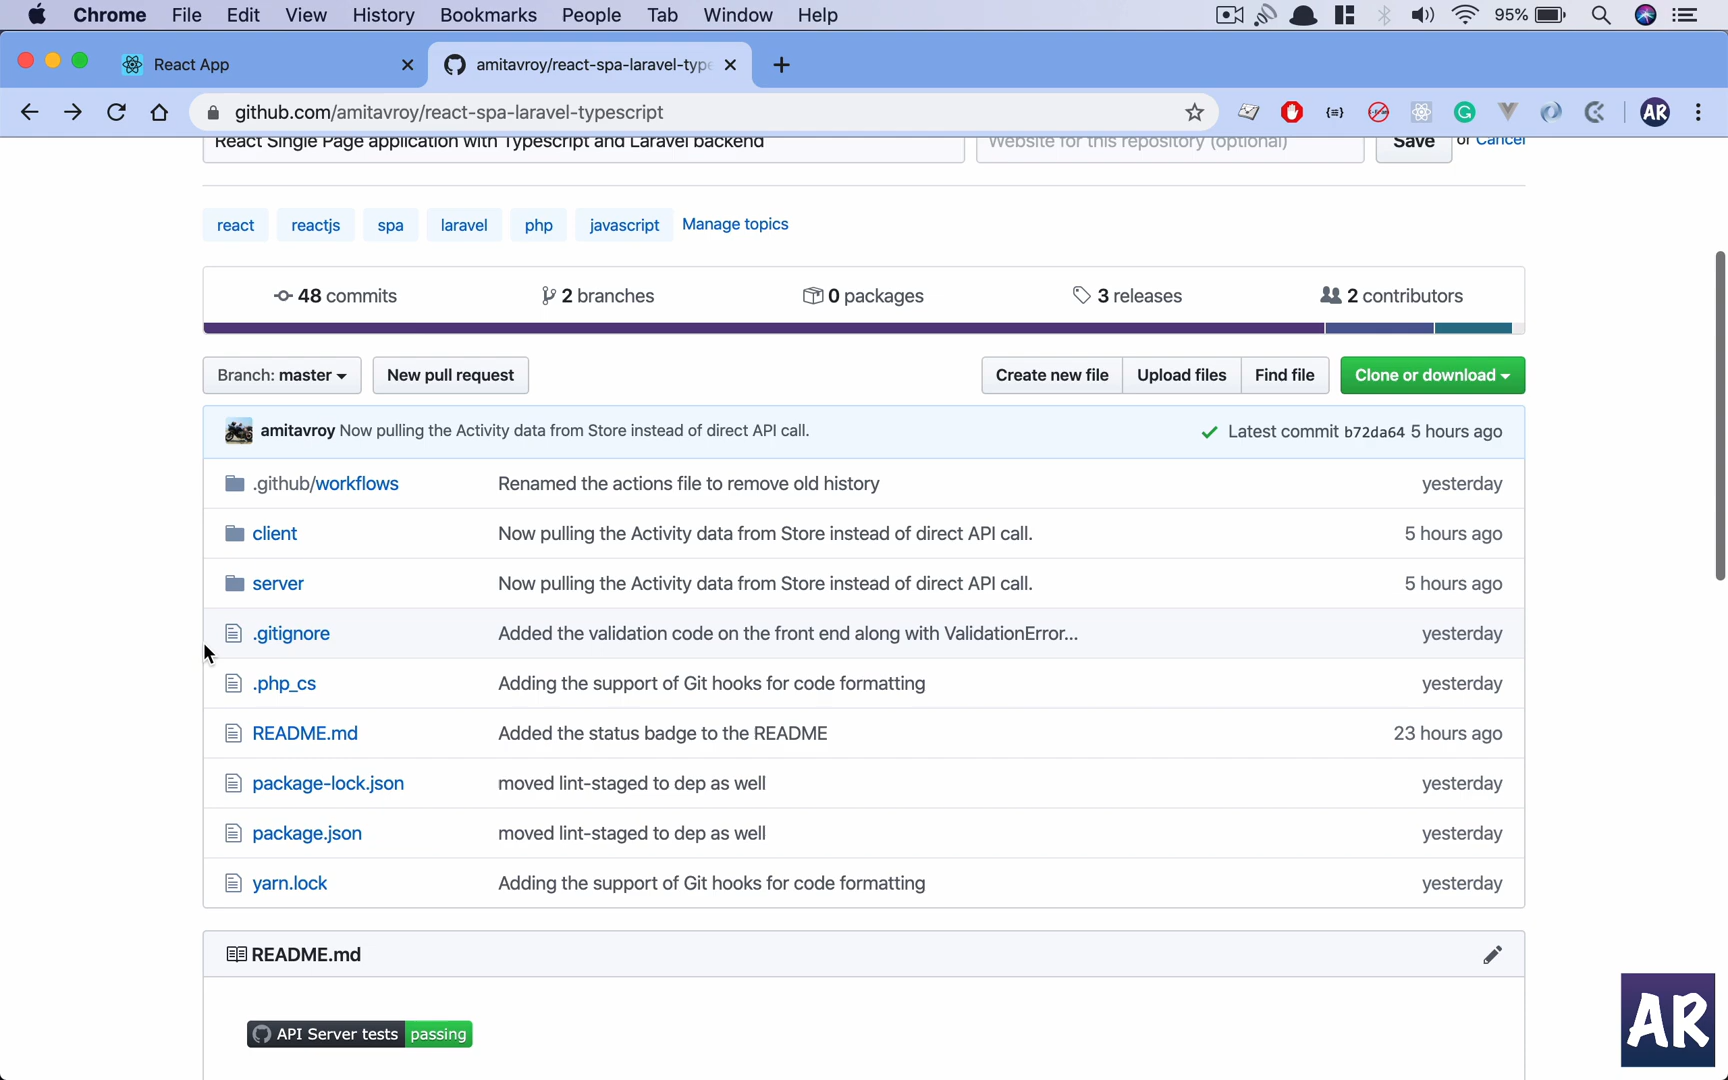 Chrome File Edit View History Bookmarks People Tab Window Help 95%
React App
amitavroy/react-spa-laravel-type
github.com/amitavroy/react-spa-laravel-typescript
AR
React Single Page application with Typescript and Laravel backend
Website for this repository (optional)
Save or Cancel
react reactjs spa laravel php javascript Manage topics
48 commits 2 branches 0 packages 3 releases 2 contributors
Branch: master New pull request Create new file Upload files Find file Clone or download
amitavroy Now pulling the Activity data from Store instead of direct API call. Latest commit b72da64 5 hours ago
.github/workflows Renamed the actions file to remove old history yesterday
client Now pulling the Activity data from Store instead of direct API call. 5 hours ago
server Now pulling the Activity data from Store instead of direct API call. 5 hours ago
.gitignore Added the validation code on the front end along with ValidationError... yesterday
.php_cs Adding the support of Git hooks for code formatting yesterday
README.md Added the status badge to the README 23 hours ago
package-lock.json moved lint-staged to dep as well yesterday
package.json moved lint-staged to dep as well yesterday
yarn.lock Adding the support of Git hooks for code formatting yesterday
README.md
API Server tests passing
AR